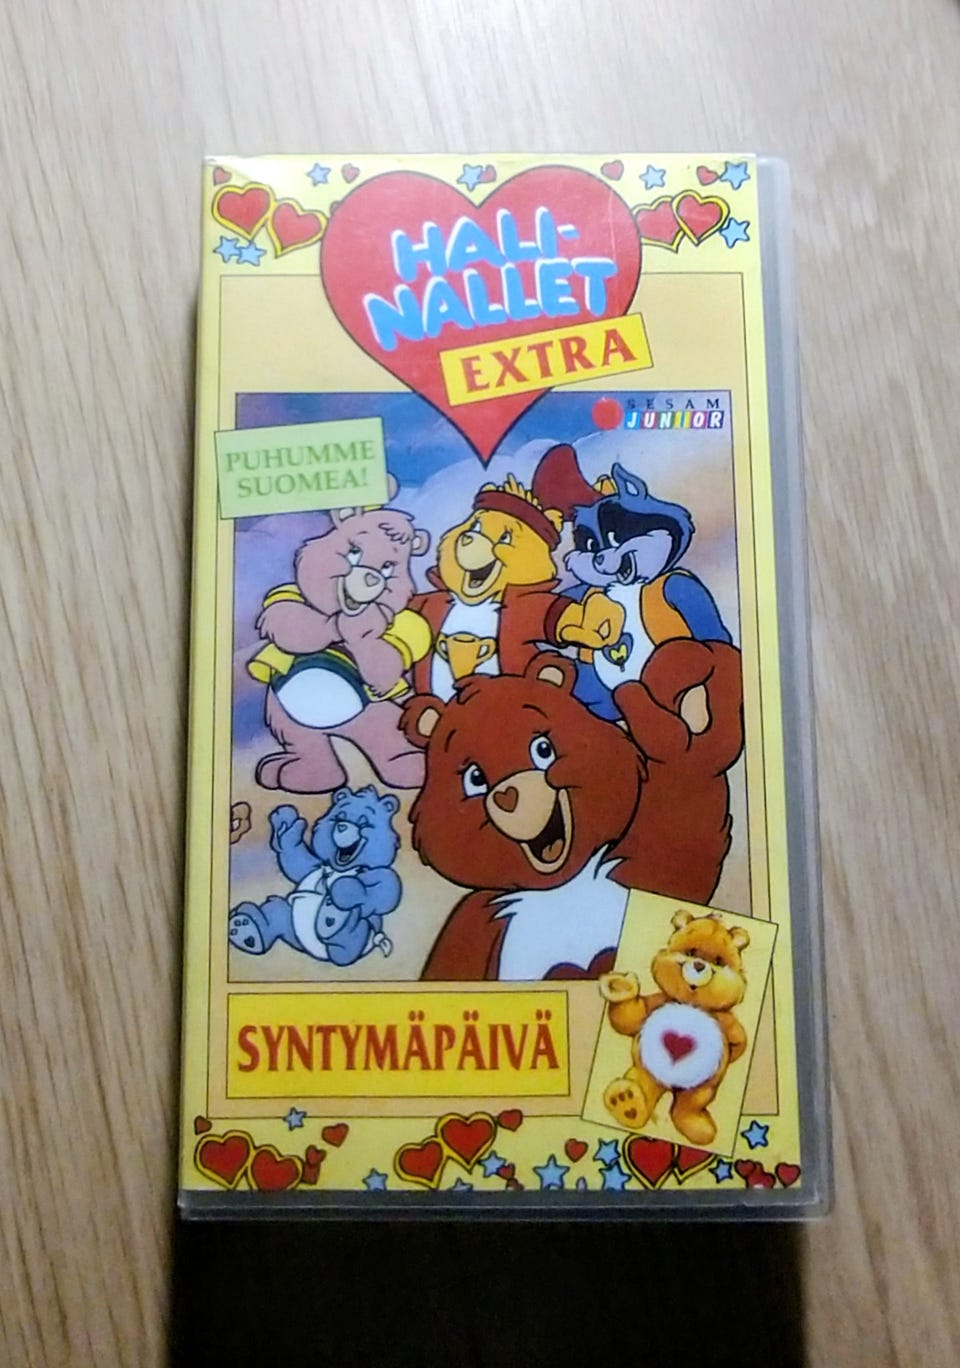 HALI-
NALLET
EXTRA
SESAM
JUNIOR
PUHUMME
SUOMEA!
SYNTYMÄPÄIVÄ